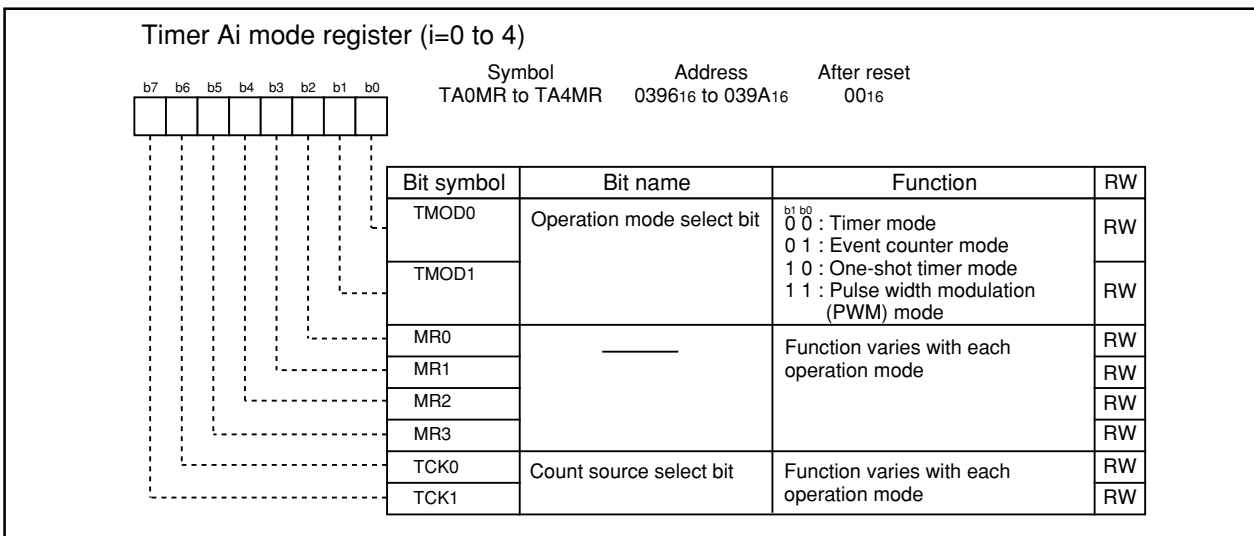 Timer Ai mode register (i=0 to 4)
Symbol Address After reset
b7 b6 b5 b4 b3 b2 b1 b0
TA0MR to TA4MR 039616 to 039A16 0016
Bit symbol Bit name Function RW
TMOD0 Operation mode select bit b1 b0
0 0 : Timer mode RW
0 1 : Event counter mode
TMOD1 1 0 : One-shot timer mode
1 1 : Pulse width modulation RW
(PWM) mode
MR0 Function varies with each RW
MR1 operation mode RW
MR2 RW
MR3 RW
TCK0 Count source select bit Function varies with each RW
TCK1 operation mode RW